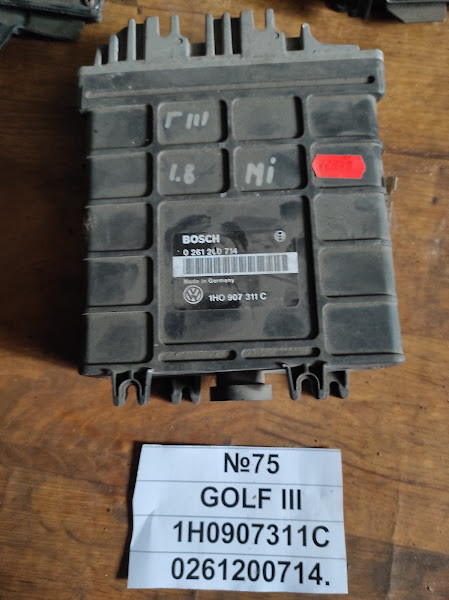 Г III
1.8 Mi
BOSCH
0 261 200 714
Made in Germany
1H0 907 311 C
№75
GOLF III
1H0907311C
0261200714.